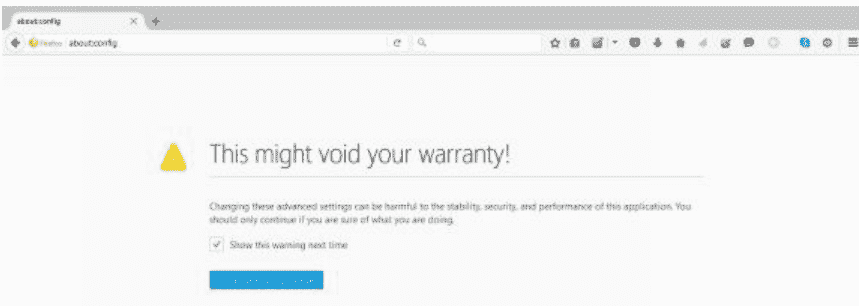 about:config
Firefox about:config
This might void your warranty!
Changing these advanced settings can be harmful to the stability, security, and performance of this application. You
should only continue if you are sure of what you are doing.
Show this warning next time